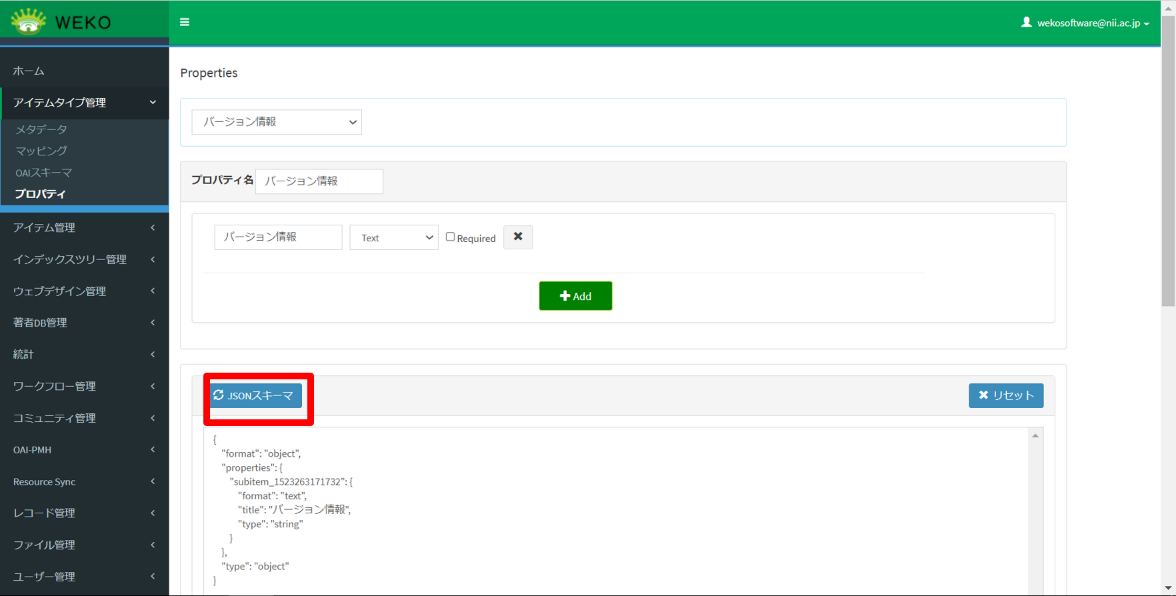 WEKO
wekosoftware@nii.ac.jp
ホーム
アイテムタイプ管理
メタデータ
マッピング
OAIスキーマ
プロパティ
アイテム管理
インデックスツリー管理
ウェブデザイン管理
著者DB管理
統計
ワークフロー管理
コミュニティ管理
OAI-PMH
Resource Sync
レコード管理
ファイル管理
ユーザー管理
Properties
バージョン情報
プロパティ名 バージョン情報
バージョン情報 Text Required
Add
JSONスキーマ リセット
{
"format": "object",
"properties": {
"subitem_1523263171732": {
"format": "text",
"title": "バージョン情報",
"type": "string"
}
},
"type": "object"
}